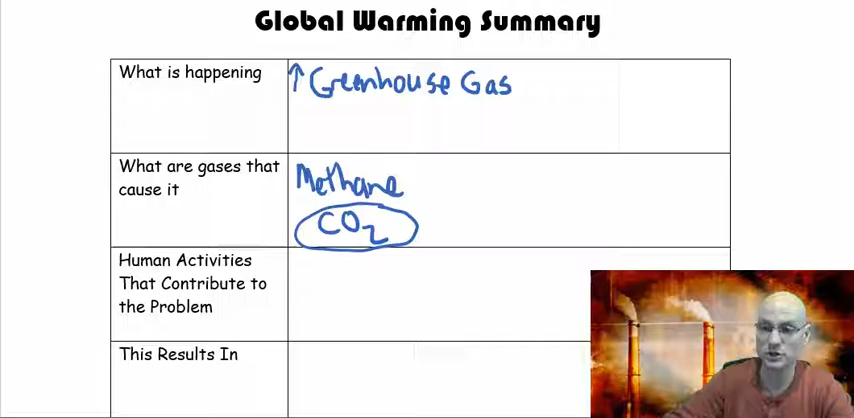 Global Warming Summary
What is happening
↑ Greenhouse Gas
What are gases that
cause it
Methane
CO₂
Human Activities
That Contribute to
the Problem
This Results In